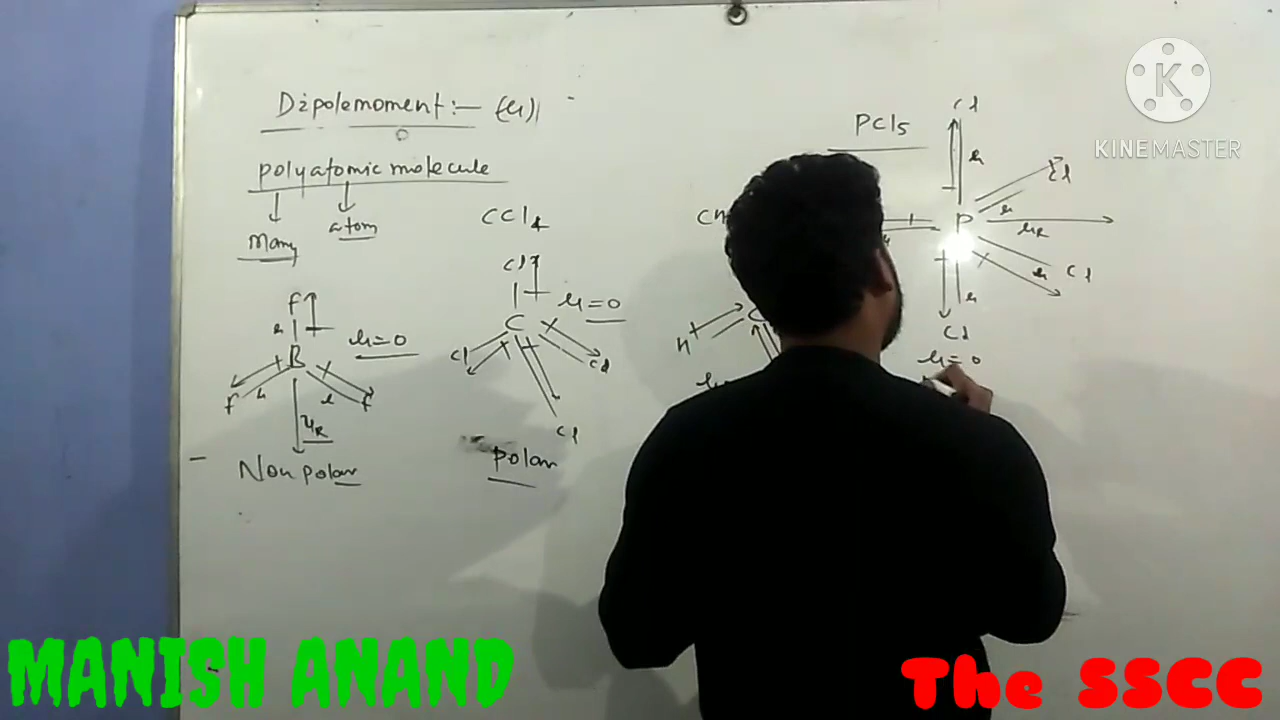 Dipolemoment :— (μ)
polyatomic molecule
Many
atom
CCl4
F
μ
μ=0
B
F
μ
μ
F
μR
Non polar
Cl
μ=0
C
Cl
Cl
Cl
Polar
CH
C
H
PCl5
Cl
μ
Cl
P
μ
μR
μ
Cl
μ
Cl
μ=0
K
KINEMASTER
MANISH ANAND
The SSCC